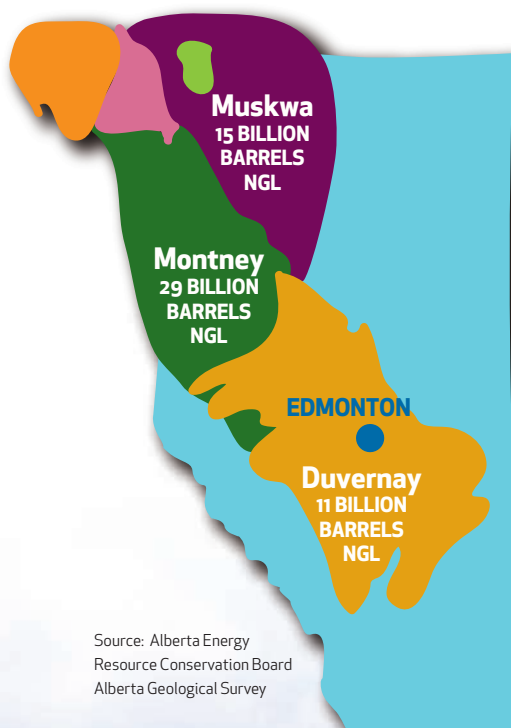 Muskwa
15 BILLION
BARRELS
NGL
Montney
29 BILLION
BARRELS
NGL
EDMONTON
Duvernay
11 BILLION
BARRELS
NGL
Source: Alberta Energy
Resource Conservation Board
Alberta Geological Survey